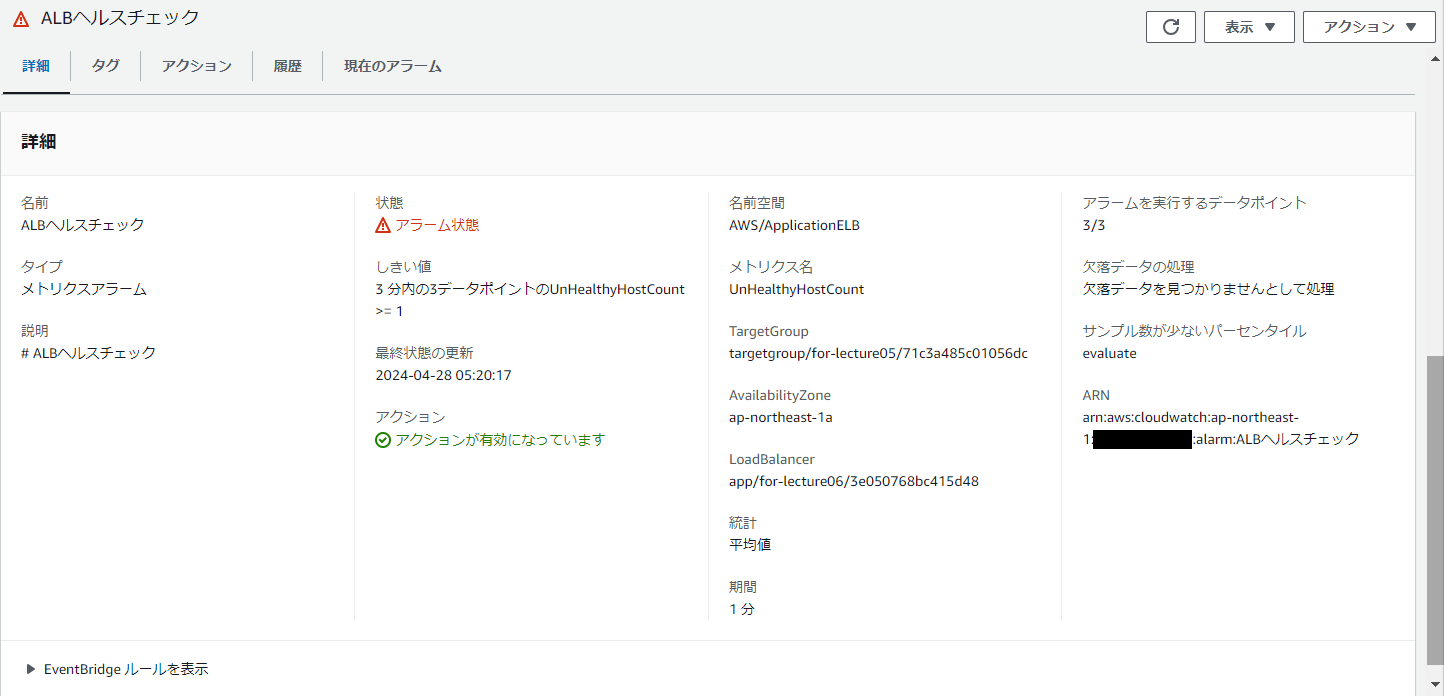 ALBヘルスチェック
表示
アクション
詳細
タグ
アクション
履歴
現在のアラーム
詳細
名前
ALBヘルスチェック
タイプ
メトリクスアラーム
説明
# ALBヘルスチェック
状態
アラーム状態
しきい値
3 分内の3データポイントのUnHealthyHostCount
>= 1
最終状態の更新
2024-04-28 05:20:17
アクション
アクションが有効になっています
名前空間
AWS/ApplicationELB
メトリクス名
UnHealthyHostCount
TargetGroup
targetgroup/for-lecture05/71c3a485c01056dc
AvailabilityZone
ap-northeast-1a
LoadBalancer
app/for-lecture06/3e050768bc415d48
統計
平均値
期間
1 分
アラームを実行するデータポイント
3/3
欠落データの処理
欠落データを見つかりませんとして処理
サンプル数が少ないパーセンタイル
evaluate
ARN
arn:aws:cloudwatch:ap-northeast-
1: :alarm:ALBヘルスチェック
EventBridge ルールを表示